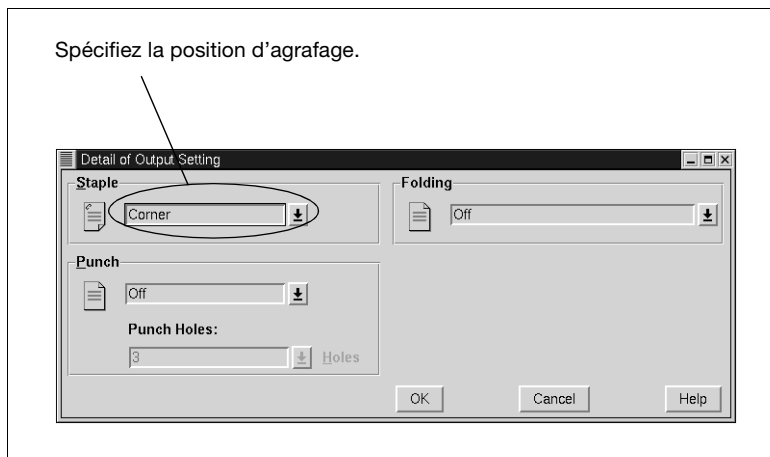 Spécifiez la position d’agrafage.
Detail of Output Setting
Staple
Corner
Folding
Off
Punch
Off
Punch Holes:
3 Holes
OK Cancel Help